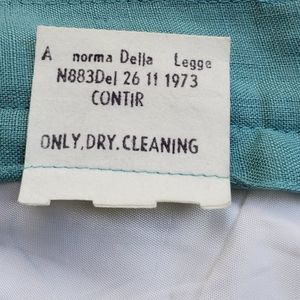 A norma Della Legge
N883Del 26 11 1973
CONTIR
ONLY.DRY.CLEANING